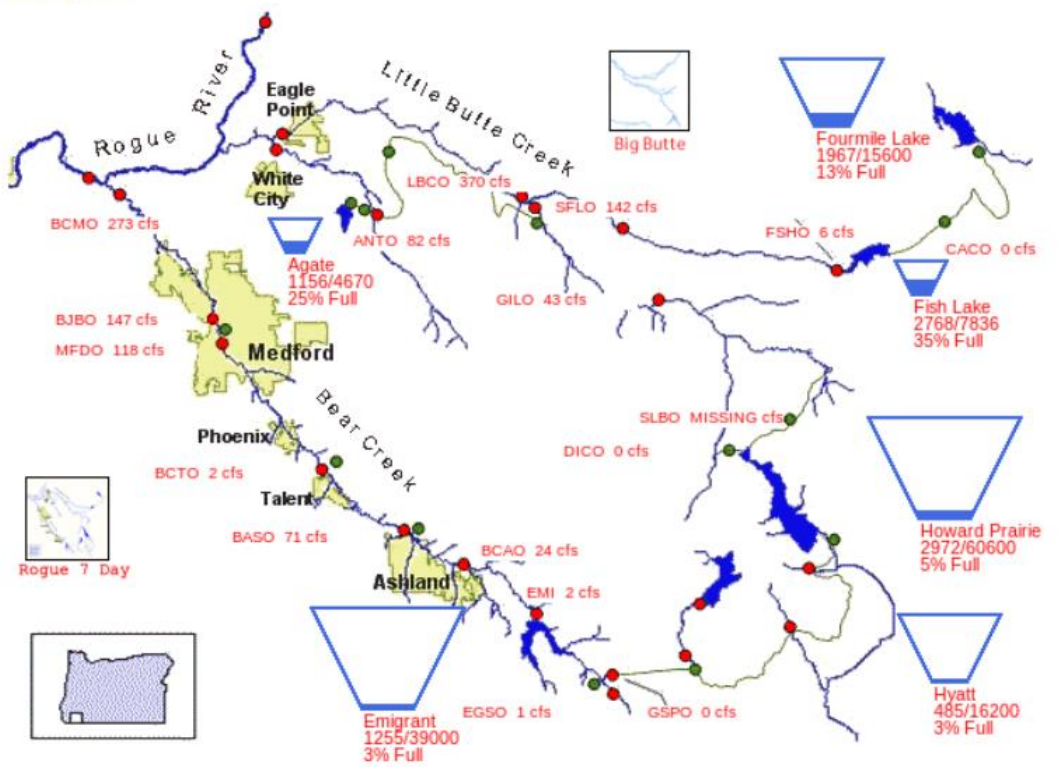 Rogue River
Eagle
Point
Little Butte Creek
Big Butte
Fourmile Lake
1967/15600
13% Full
White
City
LBCO 370 cfs
SFLO 142 cfs
BCMO 273 cfs
ANTO 82 cfs
FSHO 6 cfs
CACO 0 cfs
Agate
1156/4670
25% Full
GILO 43 cfs
Fish Lake
2768/7836
35% Full
BJBO 147 cfs
MFDO 118 cfs
Medford
Bear Creek
SLBO MISSING cfs
DICO 0 cfs
Phoenix
BCTO 2 cfs
Talent
Howard Prairie
2972/60600
5% Full
BASO 71 cfs
BCAO 24 cfs
Rogue 7 Day
Ashland
EMI 2 cfs
Hyatt
485/16200
3% Full
EGSO 1 cfs
GSPO 0 cfs
Emigrant
1255/39000
3% Full